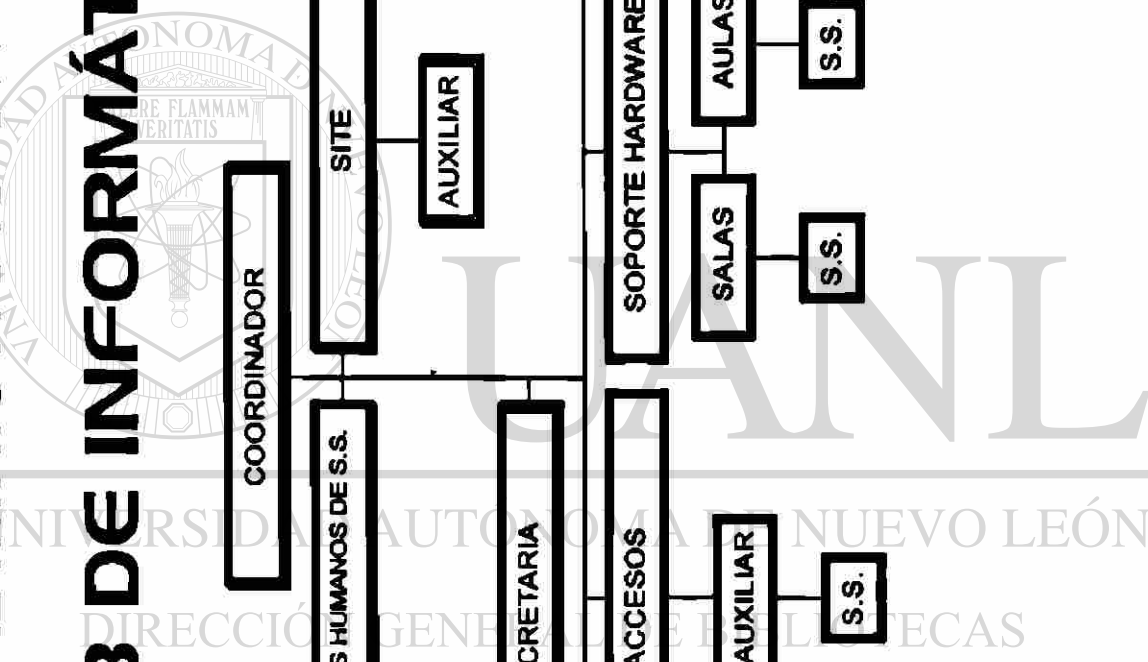 B DE INFORMÁT
COORDINADOR
S HUMANOS DE S.S.
SITE
AUXILIAR
CRETARIA
ACCESOS
SOPORTE HARDWARE
AUXILIAR
SALAS
AULAS
S.S.
S.S.
S.S.
UANL
UNIVERSIDAD AUTÓNOMA DE NUEVO LEÓN
DIRECCIÓN GENERAL DE BIBLIOTECAS
ALERE FLAMMAM
VERITATIS